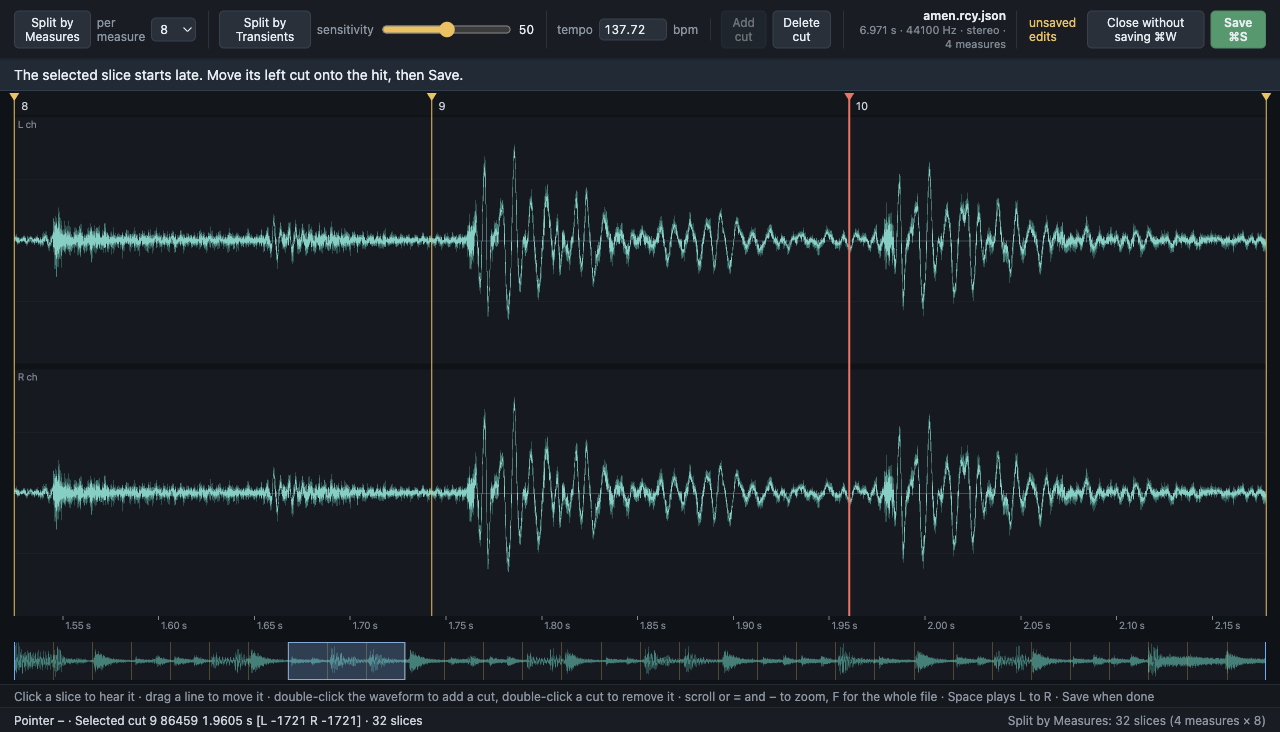 Split by
Measures
per
measure
8
Split by
Transients
sensitivity
50
tempo
137.72
bpm
Add
cut
Delete
cut
amen.rcy.json
6.971 s · 44100 Hz · stereo ·
4 measures
unsaved
edits
Close without
saving ⌘W
Save
⌘S
The selected slice starts late. Move its left cut onto the hit, then Save.
8
9
10
L ch
R ch
1.55 s
1.60 s
1.65 s
1.70 s
1.75 s
1.80 s
1.85 s
1.90 s
1.95 s
2.00 s
2.05 s
2.10 s
2.15 s
Click a slice to hear it · drag a line to move it · double-click the waveform to add a cut, double-click a cut to remove it · scroll or = and − to zoom, F for the whole file · Space plays L to R · Save when done
Pointer – · Selected cut 9 86459 1.9605 s [L -1721 R -1721] · 32 slices
Split by Measures: 32 slices (4 measures × 8)